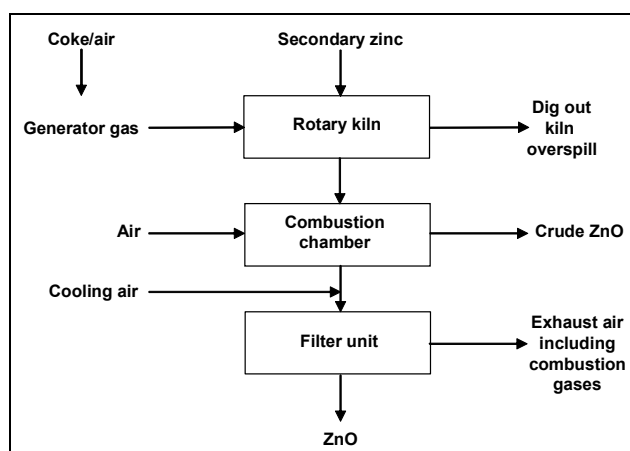 Coke/air
Secondary zinc
Generator gas
Rotary kiln
Dig out
kiln
overspill
Air
Combustion
chamber
Crude ZnO
Cooling air
Filter unit
Exhaust air
including
combustion
gases
ZnO